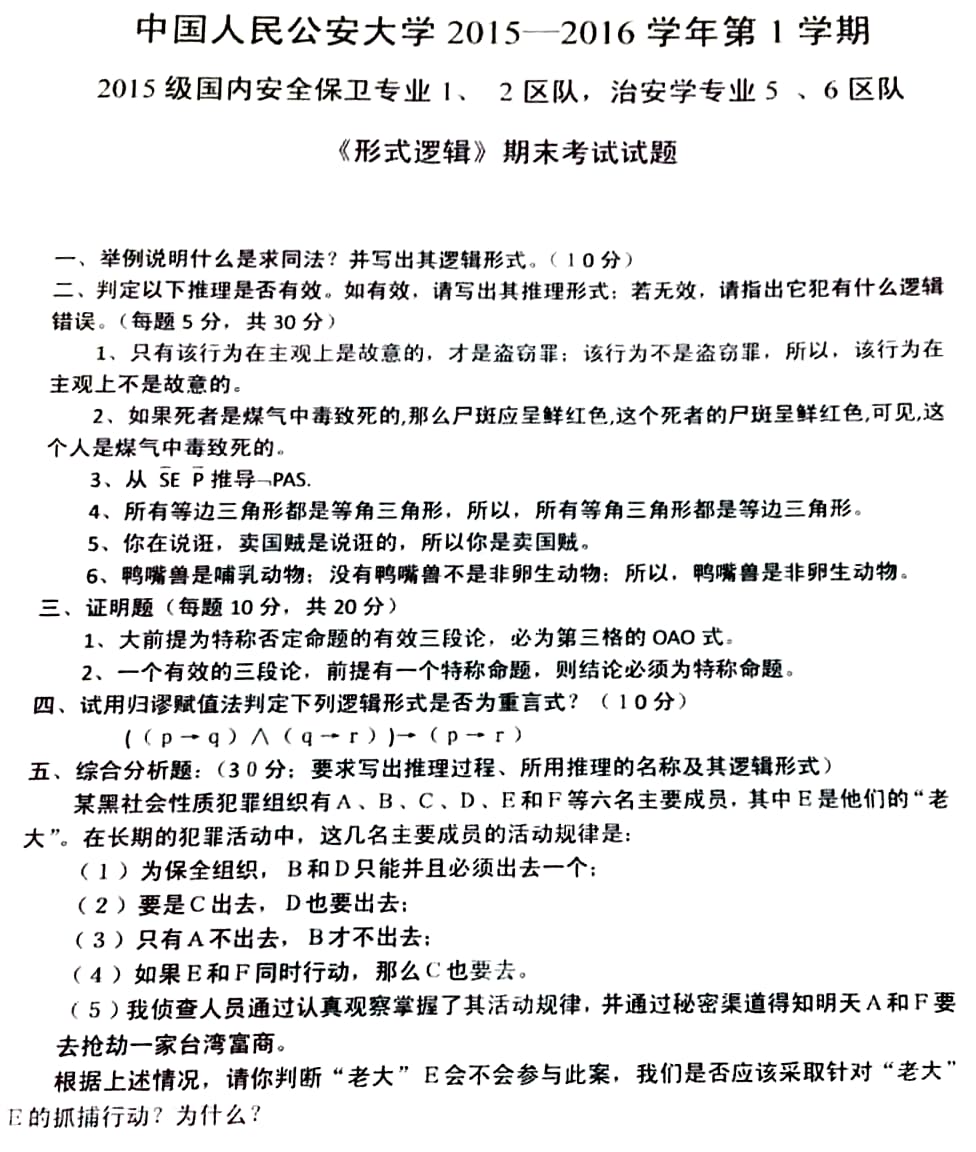 中国人民公安大学 2015—2016 学年第 1 学期
2015 级国内安全保卫专业 1、 2 区队，治安学专业 5 、6 区队
《形式逻辑》期末考试试题
一、举例说明什么是求同法？并写出其逻辑形式。（10 分）
二、判定以下推理是否有效。如有效，请写出其推理形式；若无效，请指出它犯有什么逻辑
错误。（每题 5 分，共 30 分）
1、只有该行为在主观上是故意的，才是盗窃罪；该行为不是盗窃罪，所以，该行为在
主观上不是故意的。
2、如果死者是煤气中毒致死的,那么尸斑应呈鲜红色,这个死者的尸斑呈鲜红色,可见,这
个人是煤气中毒致死的。
3、从 S̅E P̅ 推导¬PAS.
4、所有等边三角形都是等角三角形，所以，所有等角三角形都是等边三角形。
5、你在说诳，卖国贼是说诳的，所以你是卖国贼。
6、鸭嘴兽是哺乳动物；没有鸭嘴兽不是非卵生动物；所以，鸭嘴兽是非卵生动物。
三、证明题（每题 10 分，共 20 分）
1、大前提为特称否定命题的有效三段论，必为第三格的 OAO 式。
2、一个有效的三段论，前提有一个特称命题，则结论必须为特称命题。
四、试用归谬赋值法判定下列逻辑形式是否为重言式？（10 分）
(（p→q）∧（q→r）)→（p→r）
五、综合分析题：（30 分；要求写出推理过程、所用推理的名称及其逻辑形式）
某黑社会性质犯罪组织有 A、B、C、D、E 和 F 等六名主要成员，其中 E 是他们的“老
大”。在长期的犯罪活动中，这几名主要成员的活动规律是：
（1）为保全组织，B 和 D 只能并且必须出去一个；
（2）要是 C 出去，D 也要出去；
（3）只有 A 不出去，B 才不出去；
（4）如果 E 和 F 同时行动，那么 C 也要去。
（5）我侦查人员通过认真观察掌握了其活动规律，并通过秘密渠道得知明天 A 和 F 要
去抢劫一家台湾富商。
根据上述情况，请你判断“老大”E 会不会参与此案，我们是否应该采取针对“老大”
E 的抓捕行动？为什么？